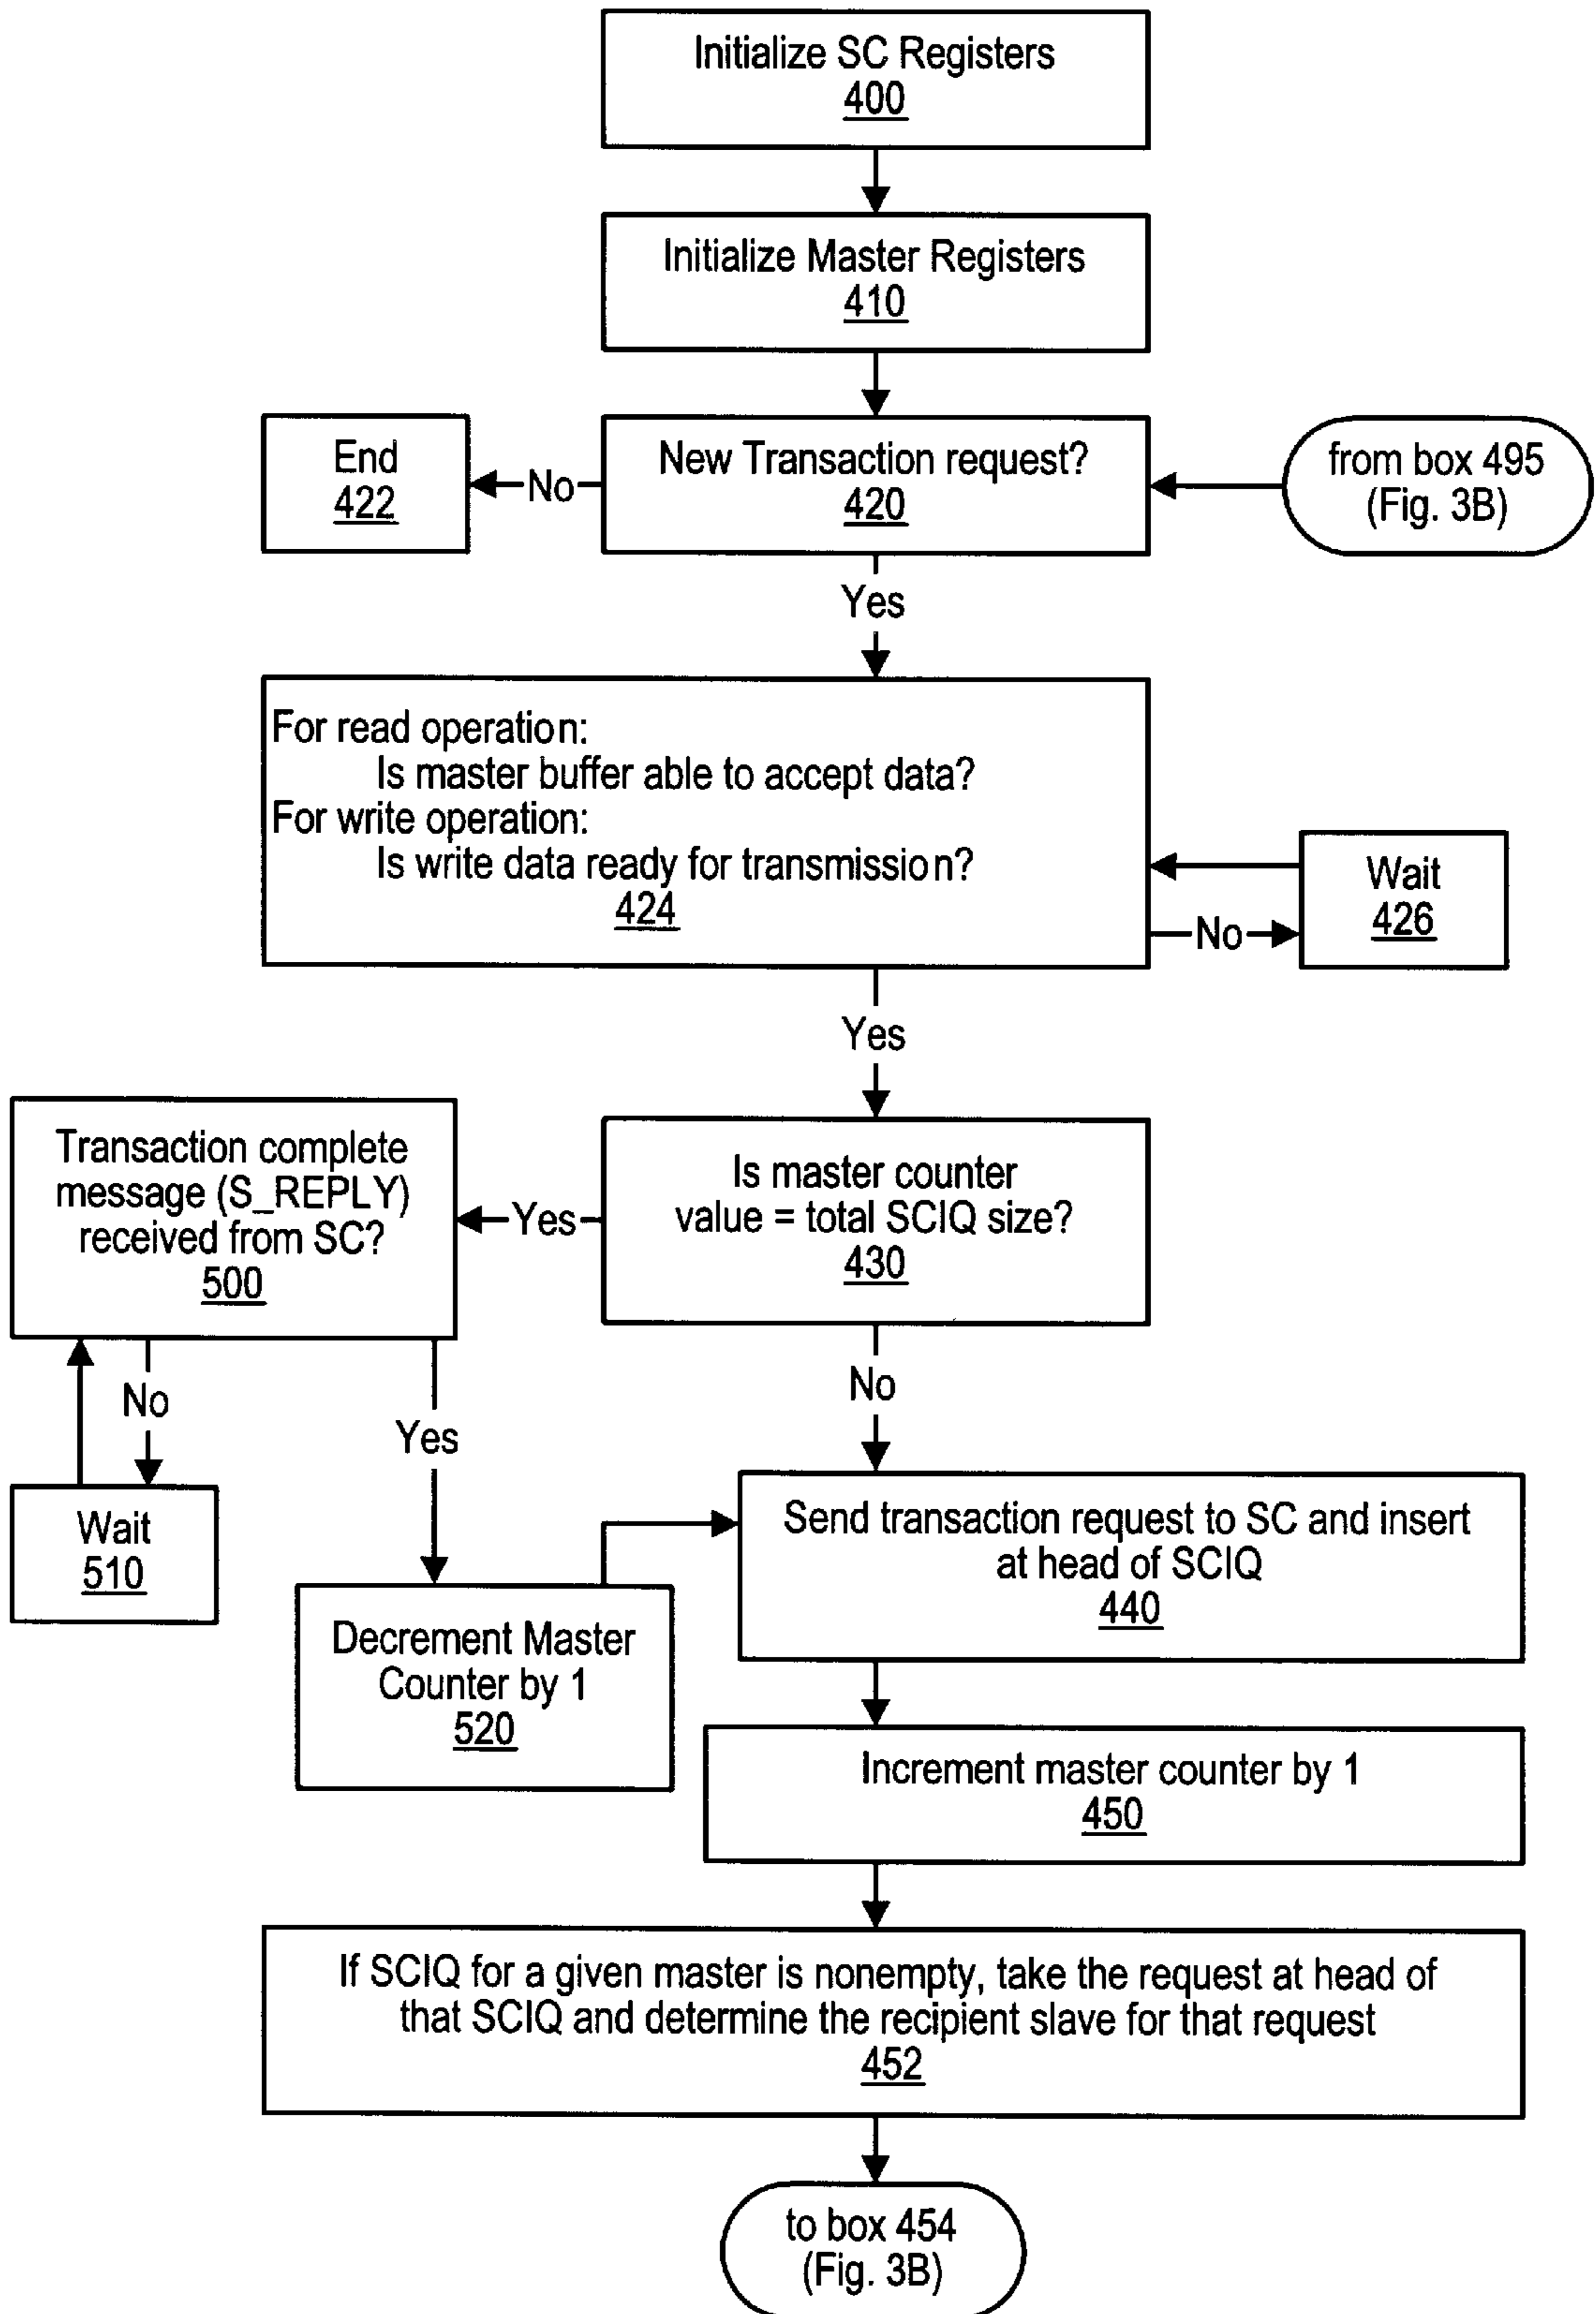 Initialize SC Registers
400
Initialize Master Registers
410
End
422
No
New Transaction request?
420
from box 495
(Fig. 3B)
Yes
For read operation:
Is master buffer able to accept data?
For write operation:
Is write data ready for transmission?
424
Wait
426
No
Yes
Transaction complete
message (S_REPLY)
received from SC?
500
Yes
Is master counter
value = total SCIQ size?
430
No
Yes
No
Wait
510
Send transaction request to SC and insert
at head of SCIQ
440
Decrement Master
Counter by 1
520
Increment master counter by 1
450
If SCIQ for a given master is nonempty, take the request at head of
that SCIQ and determine the recipient slave for that request
452
to box 454
(Fig. 3B)